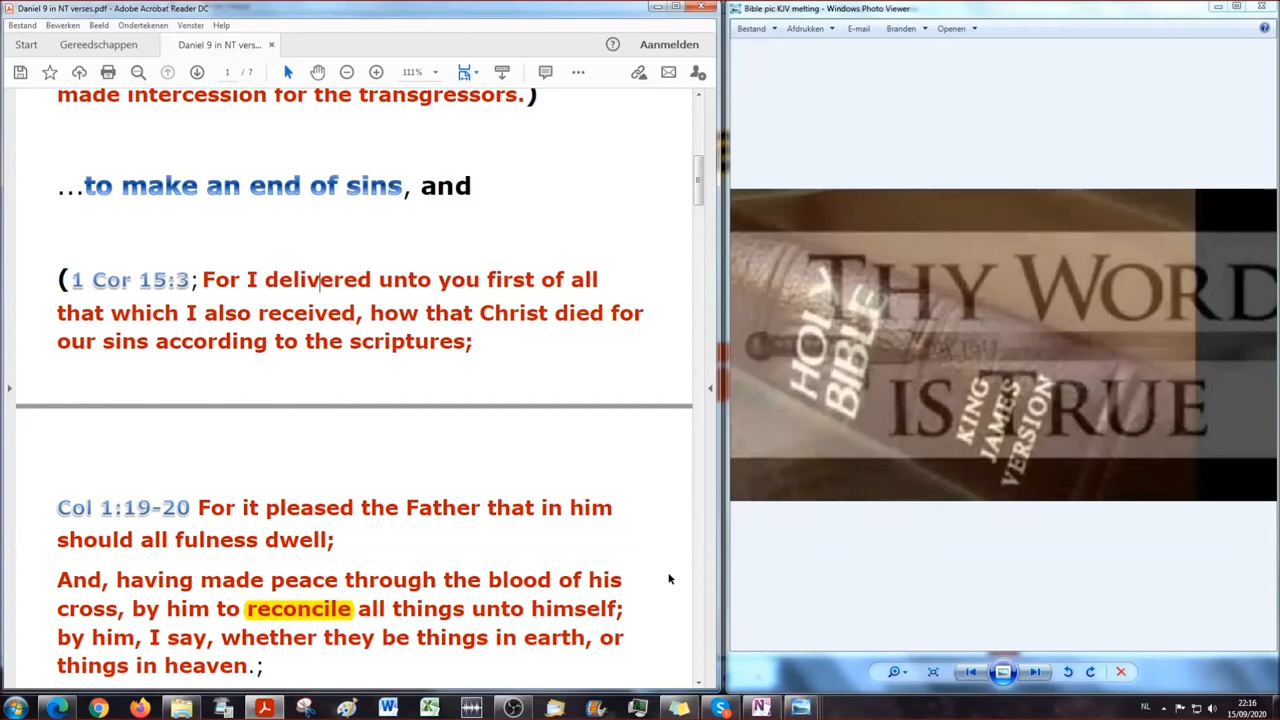 Daniel 9 in NT verses.pdf - Adobe Acrobat Reader DC
Bestand Bewerken Beeld Ondertekenen Venster Help
Start Gereedschappen Daniel 9 in NT vers... × Aanmelden
1 / 7 111%
made intercession for the transgressors.)
...to make an end of sins, and
(1 Cor 15:3; For I delivered unto you first of all
that which I also received, how that Christ died for
our sins according to the scriptures;
Col 1:19-20 For it pleased the Father that in him
should all fulness dwell;
And, having made peace through the blood of his
cross, by him to reconcile all things unto himself;
by him, I say, whether they be things in earth, or
things in heaven.;
Bible pic KJV melting - Windows Photo Viewer
Bestand Afdrukken E-mail Branden Openen
THY WORD
IS TRUE
HOLY
BIBLE
KING
JAMES
VERSION
NL 22:16
15/09/2020